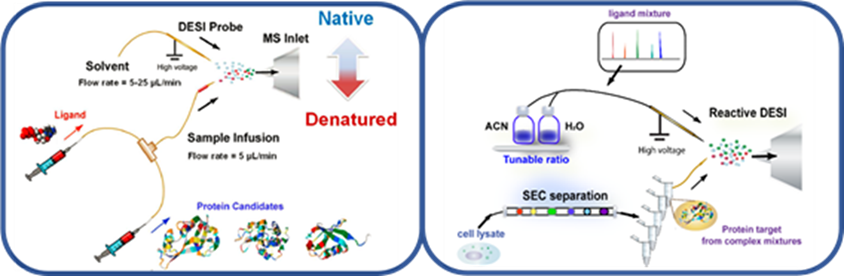 DESI Probe
Native
MS Inlet
Solvent
High voltage
Flow rate = 5-25 µL/min
Denatured
Ligand
Sample Infusion
Flow rate = 5 µL/min
Protein Candidates
ligand mixture
ACN
H₂O
Reactive DESI
Tunable ratio
High voltage
SEC separation
cell lysate
Protein target
from complex mixtures